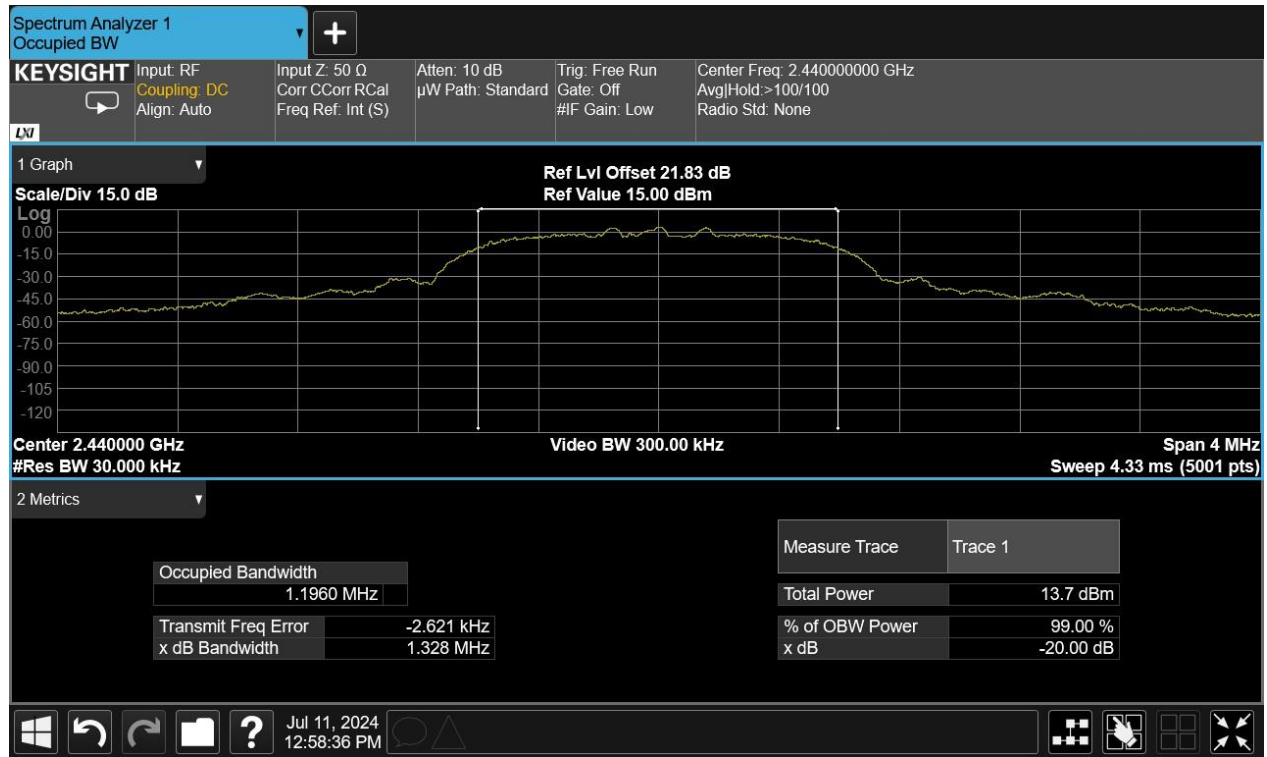 Spectrum Analyzer 1
Occupied BW
KEYSIGHT
LXI
Input: RF
Coupling: DC
Align: Auto
Input Z: 50 Ω
Corr CCorr RCal
Freq Ref: Int (S)
Atten: 10 dB
µW Path: Standard
Trig: Free Run
Gate: Off
#IF Gain: Low
Center Freq: 2.440000000 GHz
Avg|Hold:>100/100
Radio Std: None
1 Graph
Scale/Div 15.0 dB
Ref Lvl Offset 21.83 dB
Ref Value 15.00 dBm
Log
0.00
-15.0
-30.0
-45.0
-60.0
-75.0
-90.0
-105
-120
Center 2.440000 GHz
#Res BW 30.000 kHz
Video BW 300.00 kHz
Span 4 MHz
Sweep 4.33 ms (5001 pts)
2 Metrics
Occupied Bandwidth
1.1960 MHz
Transmit Freq Error -2.621 kHz
x dB Bandwidth 1.328 MHz
Measure Trace Trace 1
Total Power 13.7 dBm
% of OBW Power 99.00 %
x dB -20.00 dB
?
Jul 11, 2024
12:58:36 PM